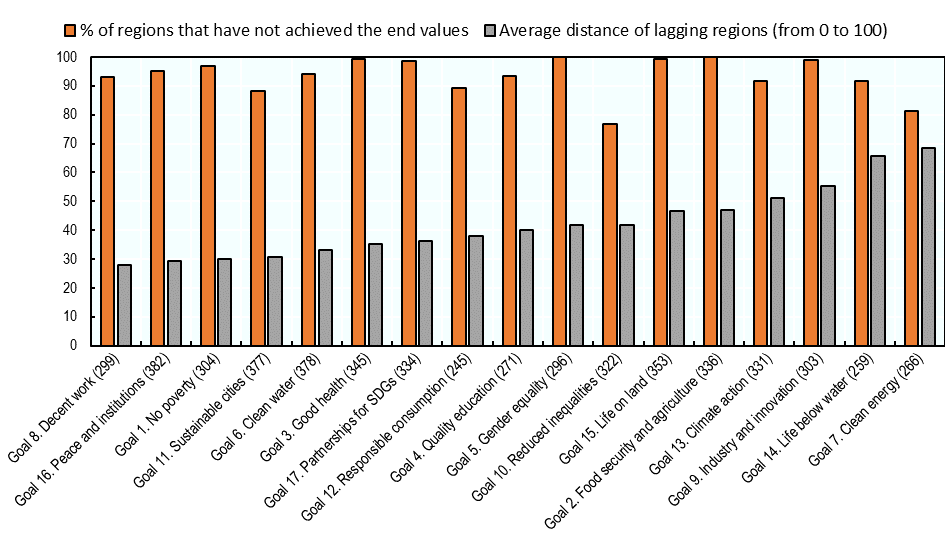 % of regions that have not achieved the end values
Average distance of lagging regions (from 0 to 100)
100
90
80
70
60
50
40
30
20
10
0
Goal 8. Decent work (299)
Goal 16. Peace and institutions (382)
Goal 1. No poverty (304)
Goal 11. Sustainable cities (377)
Goal 6. Clean water (378)
Goal 3. Good health (345)
Goal 17. Partnerships for SDGs (334)
Goal 12. Responsible consumption (245)
Goal 4. Quality education (271)
Goal 5. Gender equality (296)
Goal 10. Reduced inequalities (322)
Goal 15. Life on land (353)
Goal 2. Food security and agriculture (336)
Goal 13. Climate action (331)
Goal 9. Industry and innovation (303)
Goal 14. Life below water (259)
Goal 7. Clean energy (266)